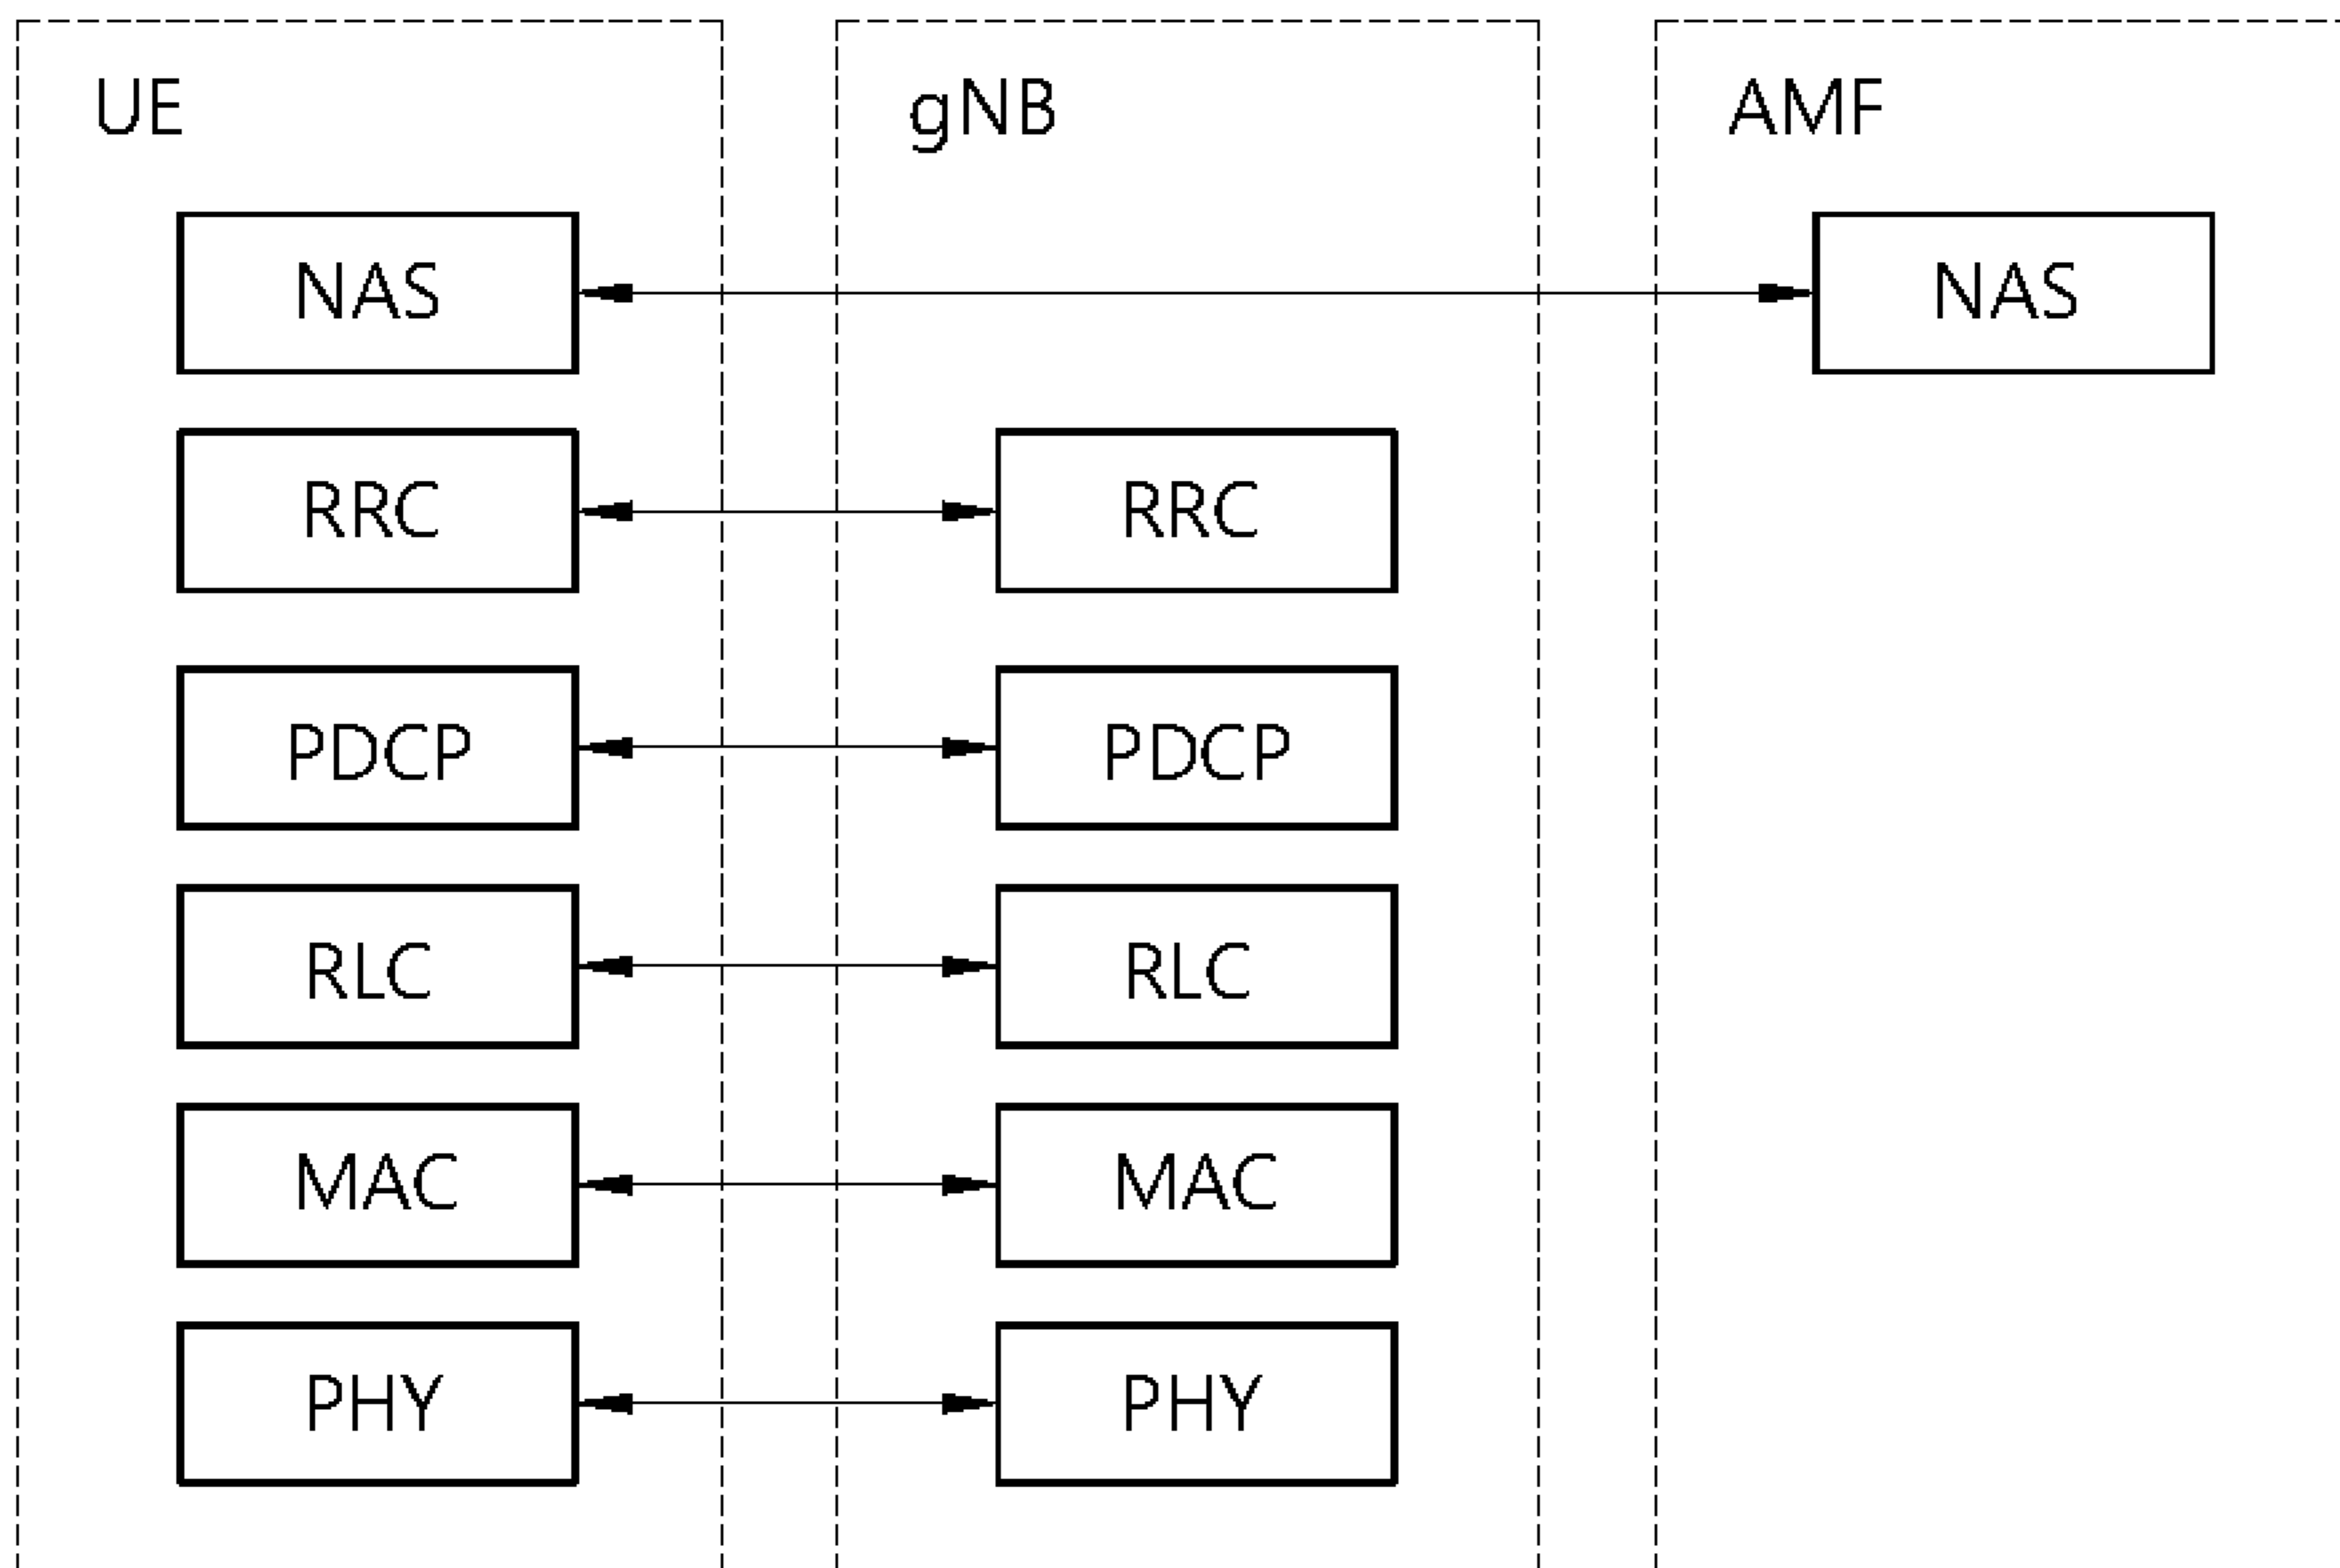 UE
gNB
AMF
NAS
NAS
RRC
RRC
PDCP
PDCP
RLC
RLC
MAC
MAC
PHY
PHY